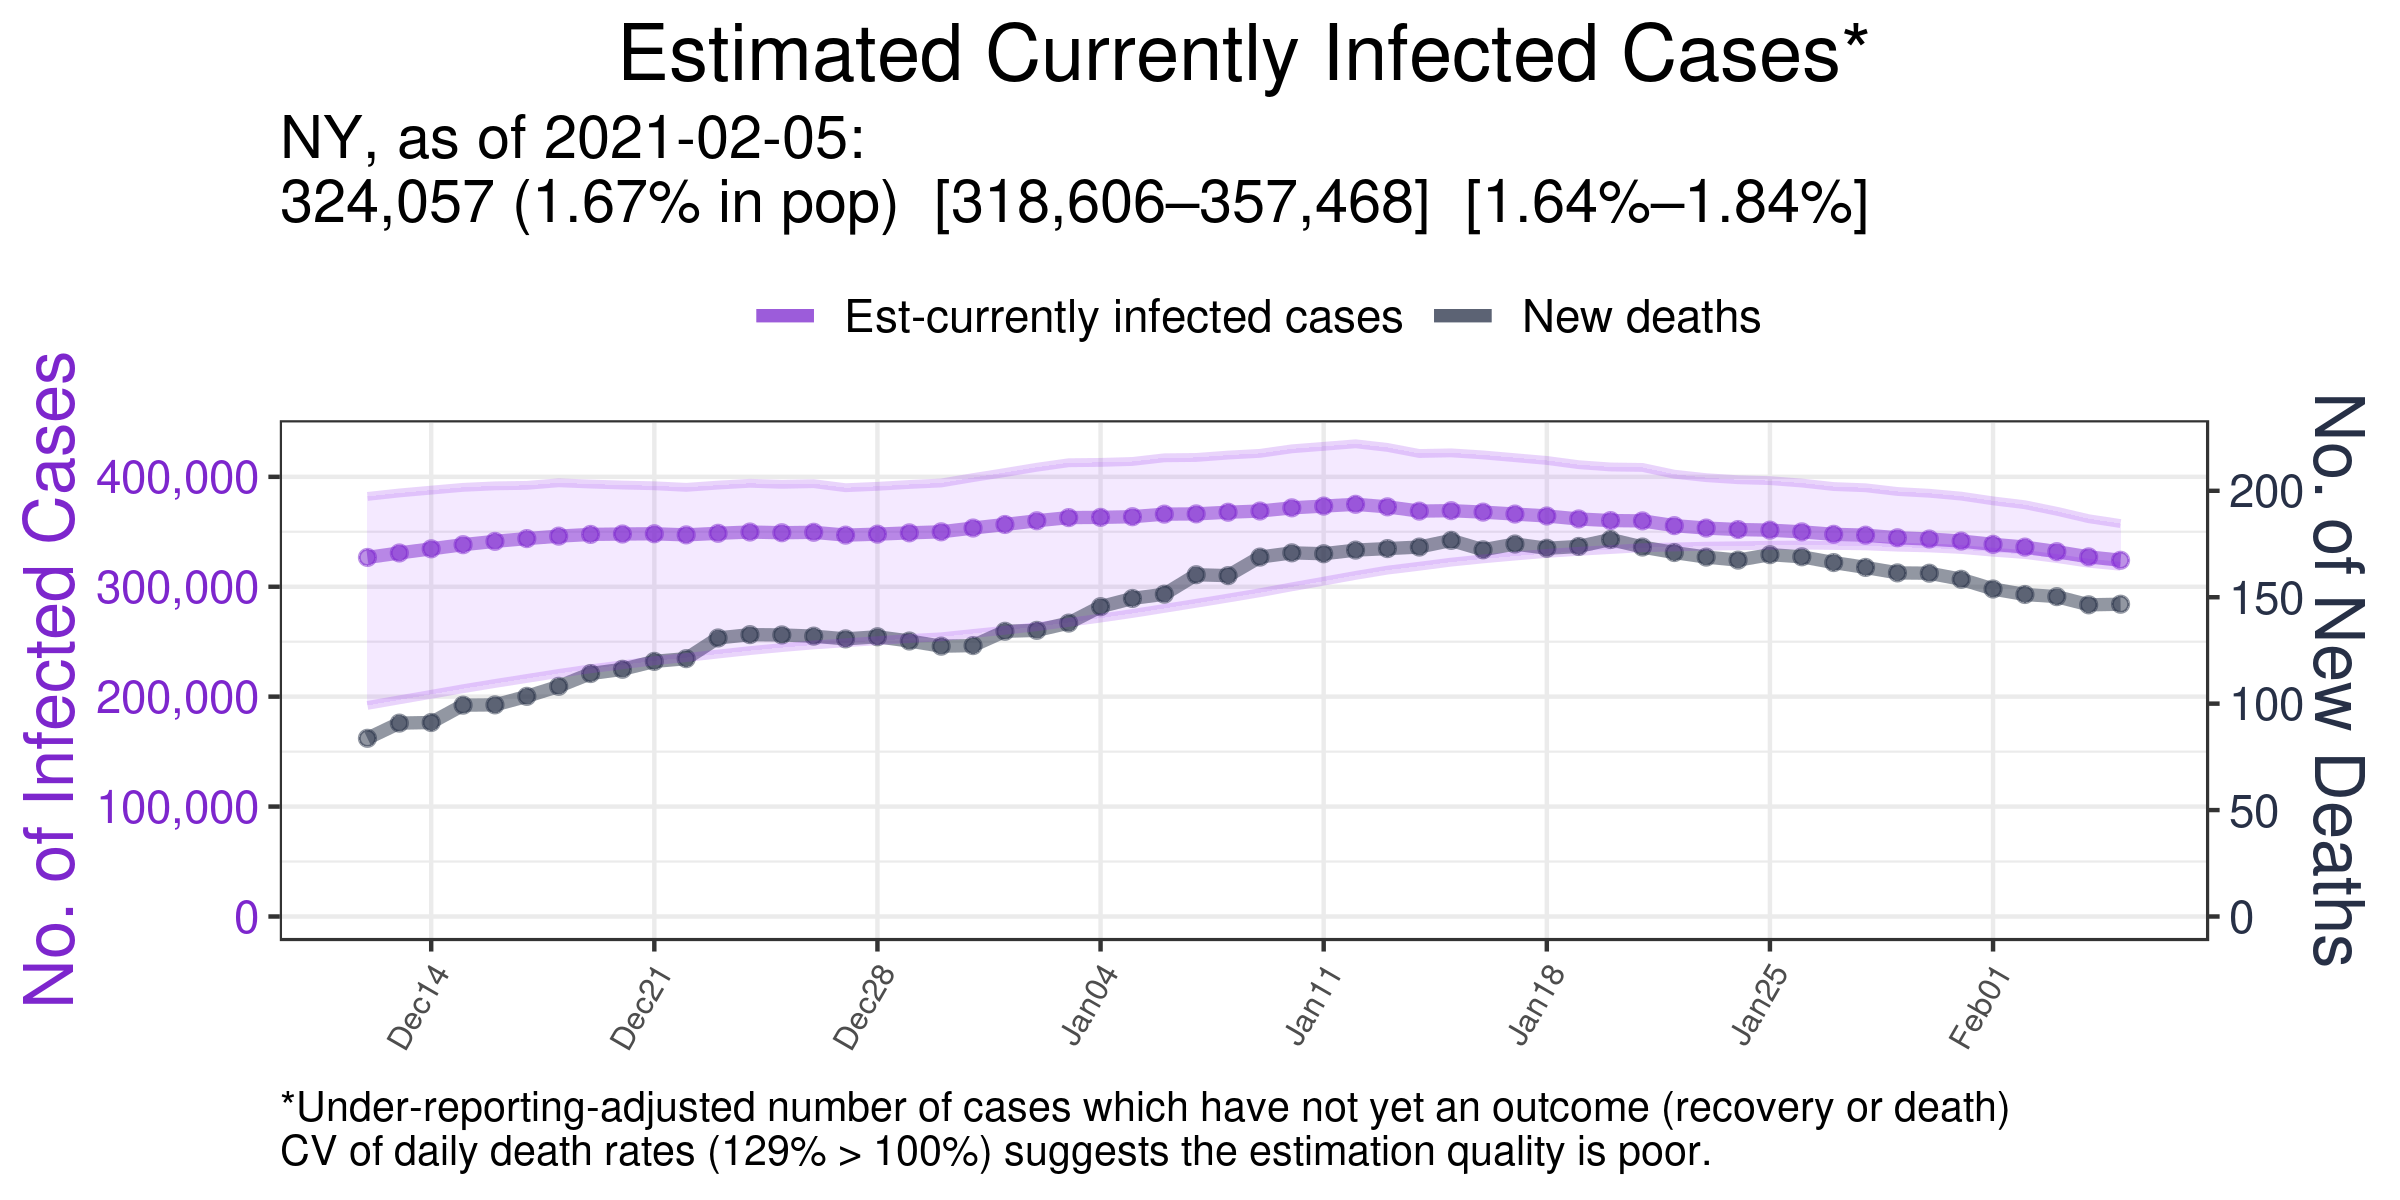 Estimated Currently Infected Cases*
NY, as of 2021-02-05:
324,057 (1.67% in pop)  [318,606–357,468]  [1.64%–1.84%]
Est-currently infected cases
New deaths
No. of Infected Cases
400,000
300,000
200,000
100,000
0
No. of New Deaths
200
150
100
50
0
Dec14
Dec21
Dec28
Jan04
Jan11
Jan18
Jan25
Feb01
*Under-reporting-adjusted number of cases which have not yet an outcome (recovery or death)
CV of daily death rates (129% > 100%) suggests the estimation quality is poor.